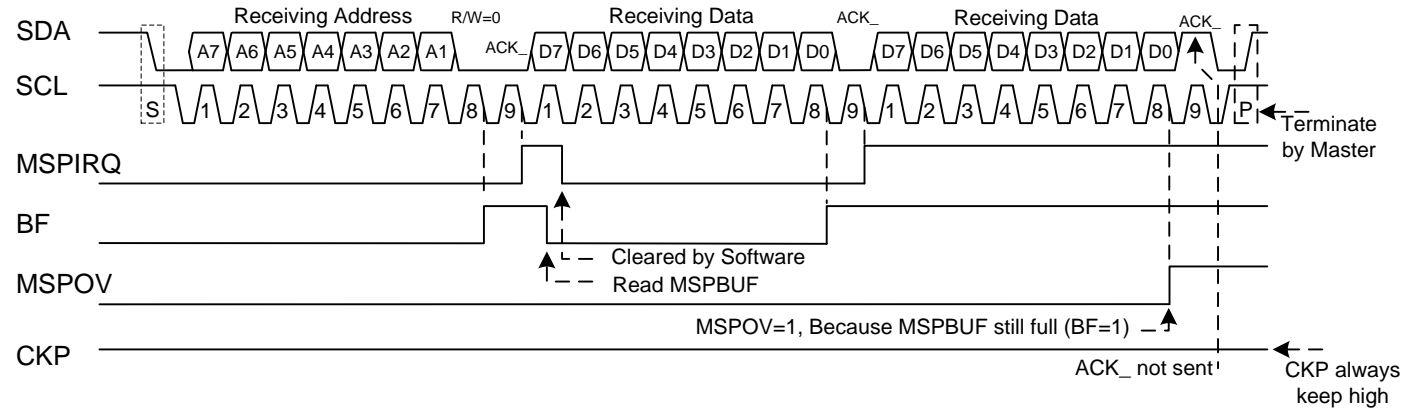 Receiving Address R/W=0 Receiving Data ACK_ Receiving Data ACK_
SDA A7 A6 A5 A4 A3 A2 A1 ACK_ D7 D6 D5 D4 D3 D2 D1 D0 D7 D6 D5 D4 D3 D2 D1 D0
SCL
S 1 2 3 4 5 6 7 8 9 1 2 3 4 5 6 7 8 9 1 2 3 4 5 6 7 8 9 P
Terminate
by Master
MSPIRQ
BF
Cleared by Software
Read MSPBUF
MSPOV
MSPOV=1, Because MSPBUF still full (BF=1)
CKP
ACK_ not sent
CKP always
keep high